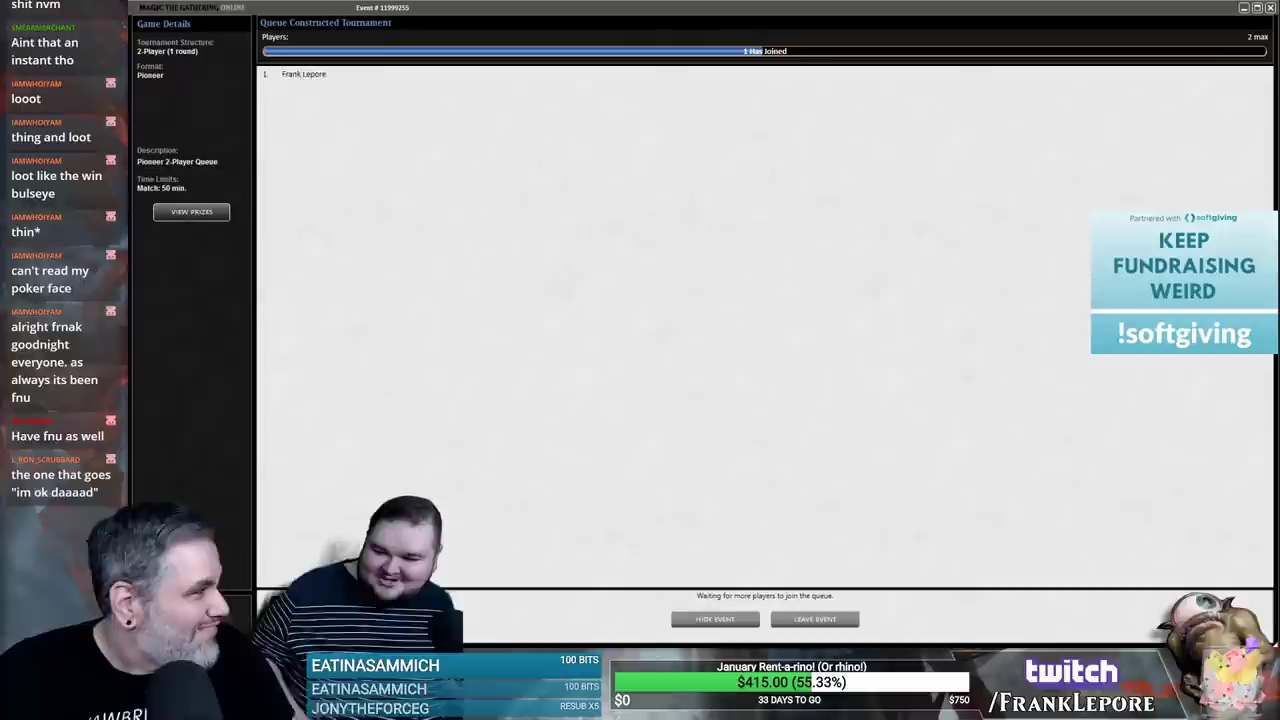 shit nvm
SMEARMERCHANT
Aint that an
instant tho
IAMWHOIYAM
looot
IAMWHOIYAM
thing and loot
IAMWHOIYAM
loot like the win
bulseye
IAMWHOIYAM
thin*
IAMWHOIYAM
can't read my
poker face
IAMWHOIYAM
alright frnak
goodnight
everyone. as
always its been
fnu
Have fnu as well
L_RON_SCRUBBARD
the one that goes
"im ok daaaad"
MAGIC THE GATHERING ONLINE
Event # 11999255
Game Details
Tournament Structure:
2-Player (1 round)
Format:
Pioneer
Description:
Pioneer 2-Player Queue
Time Limits:
Match: 50 min.
VIEW PRIZES
Queue Constructed Tournament
Players:
2 max
1 Has Joined
1. Frank Lepore
Partnered with softgiving
KEEP
FUNDRAISING
WEIRD
!softgiving
Waiting for more players to join the queue.
HIDE EVENT
LEAVE EVENT
EATINASAMMICH 100 BITS
EATINASAMMICH 100 BITS
JONYTHEFORCEG RESUB X5
January Rent-a-rino! (Or rhino!)
$415.00 (55.33%)
$0 33 DAYS TO GO $750
twitch
/FRANKLEPORE